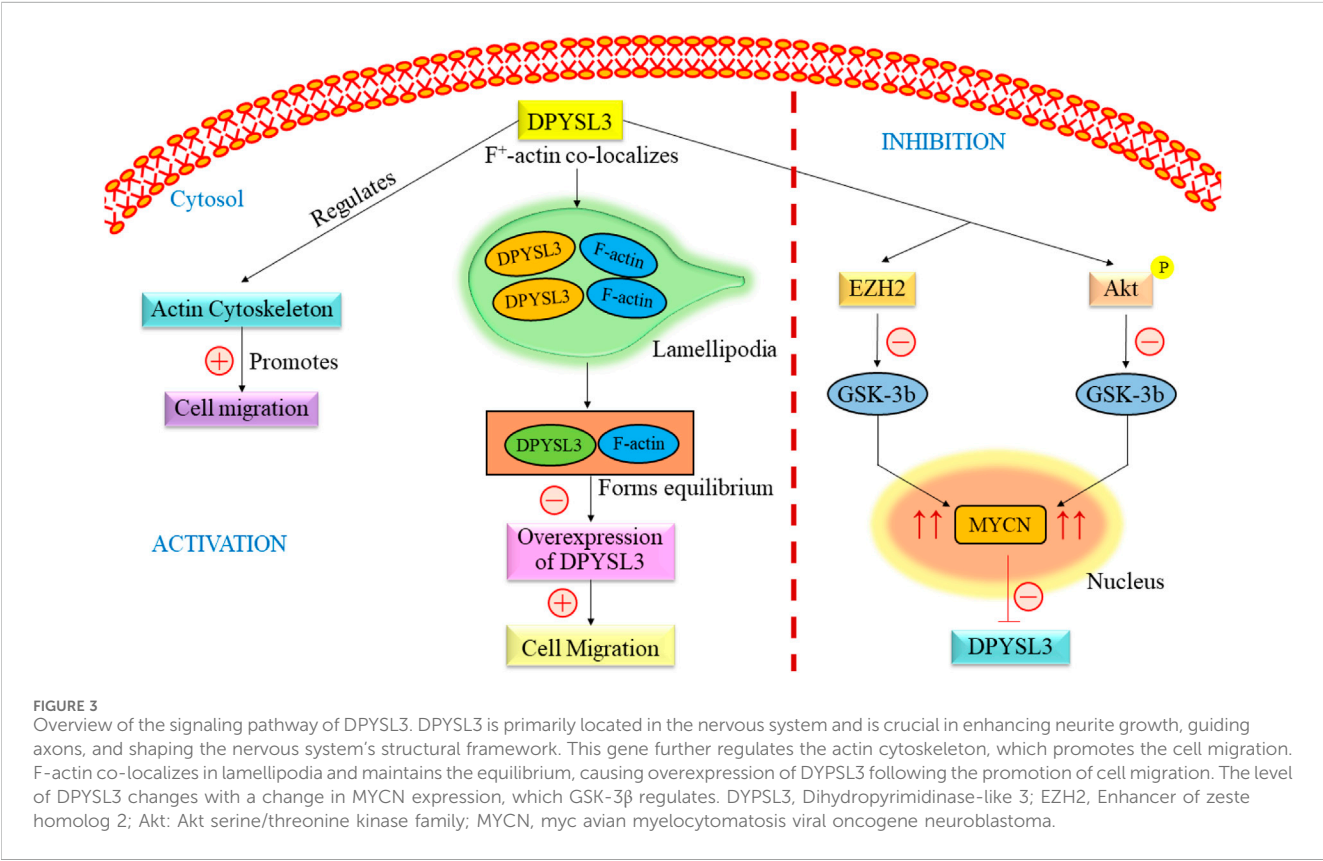 DPYSL3
F⁺-actin co-localizes
INHIBITION
Cytosol
Regulates
DPYSL3
F-actin
DPYSL3
F-actin
Lamellipodia
Actin Cytoskeleton
+
Promotes
Cell migration
DPYSL3
F-actin
Forms equilibrium
−
Overexpression
of DPYSL3
+
Cell Migration
ACTIVATION
EZH2
Akt
P
−
−
GSK-3b
GSK-3b
↑↑ MYCN ↑↑
Nucleus
−
DPYSL3
FIGURE 3
Overview of the signaling pathway of DPYSL3. DPYSL3 is primarily located in the nervous system and is crucial in enhancing neurite growth, guiding
axons, and shaping the nervous system's structural framework. This gene further regulates the actin cytoskeleton, which promotes the cell migration.
F-actin co-localizes in lamellipodia and maintains the equilibrium, causing overexpression of DYPSL3 following the promotion of cell migration. The level
of DPYSL3 changes with a change in MYCN expression, which GSK-3β regulates. DYPSL3, Dihydropyrimidinase-like 3; EZH2, Enhancer of zeste
homolog 2; Akt: Akt serine/threonine kinase family; MYCN, myc avian myelocytomatosis viral oncogene neuroblastoma.